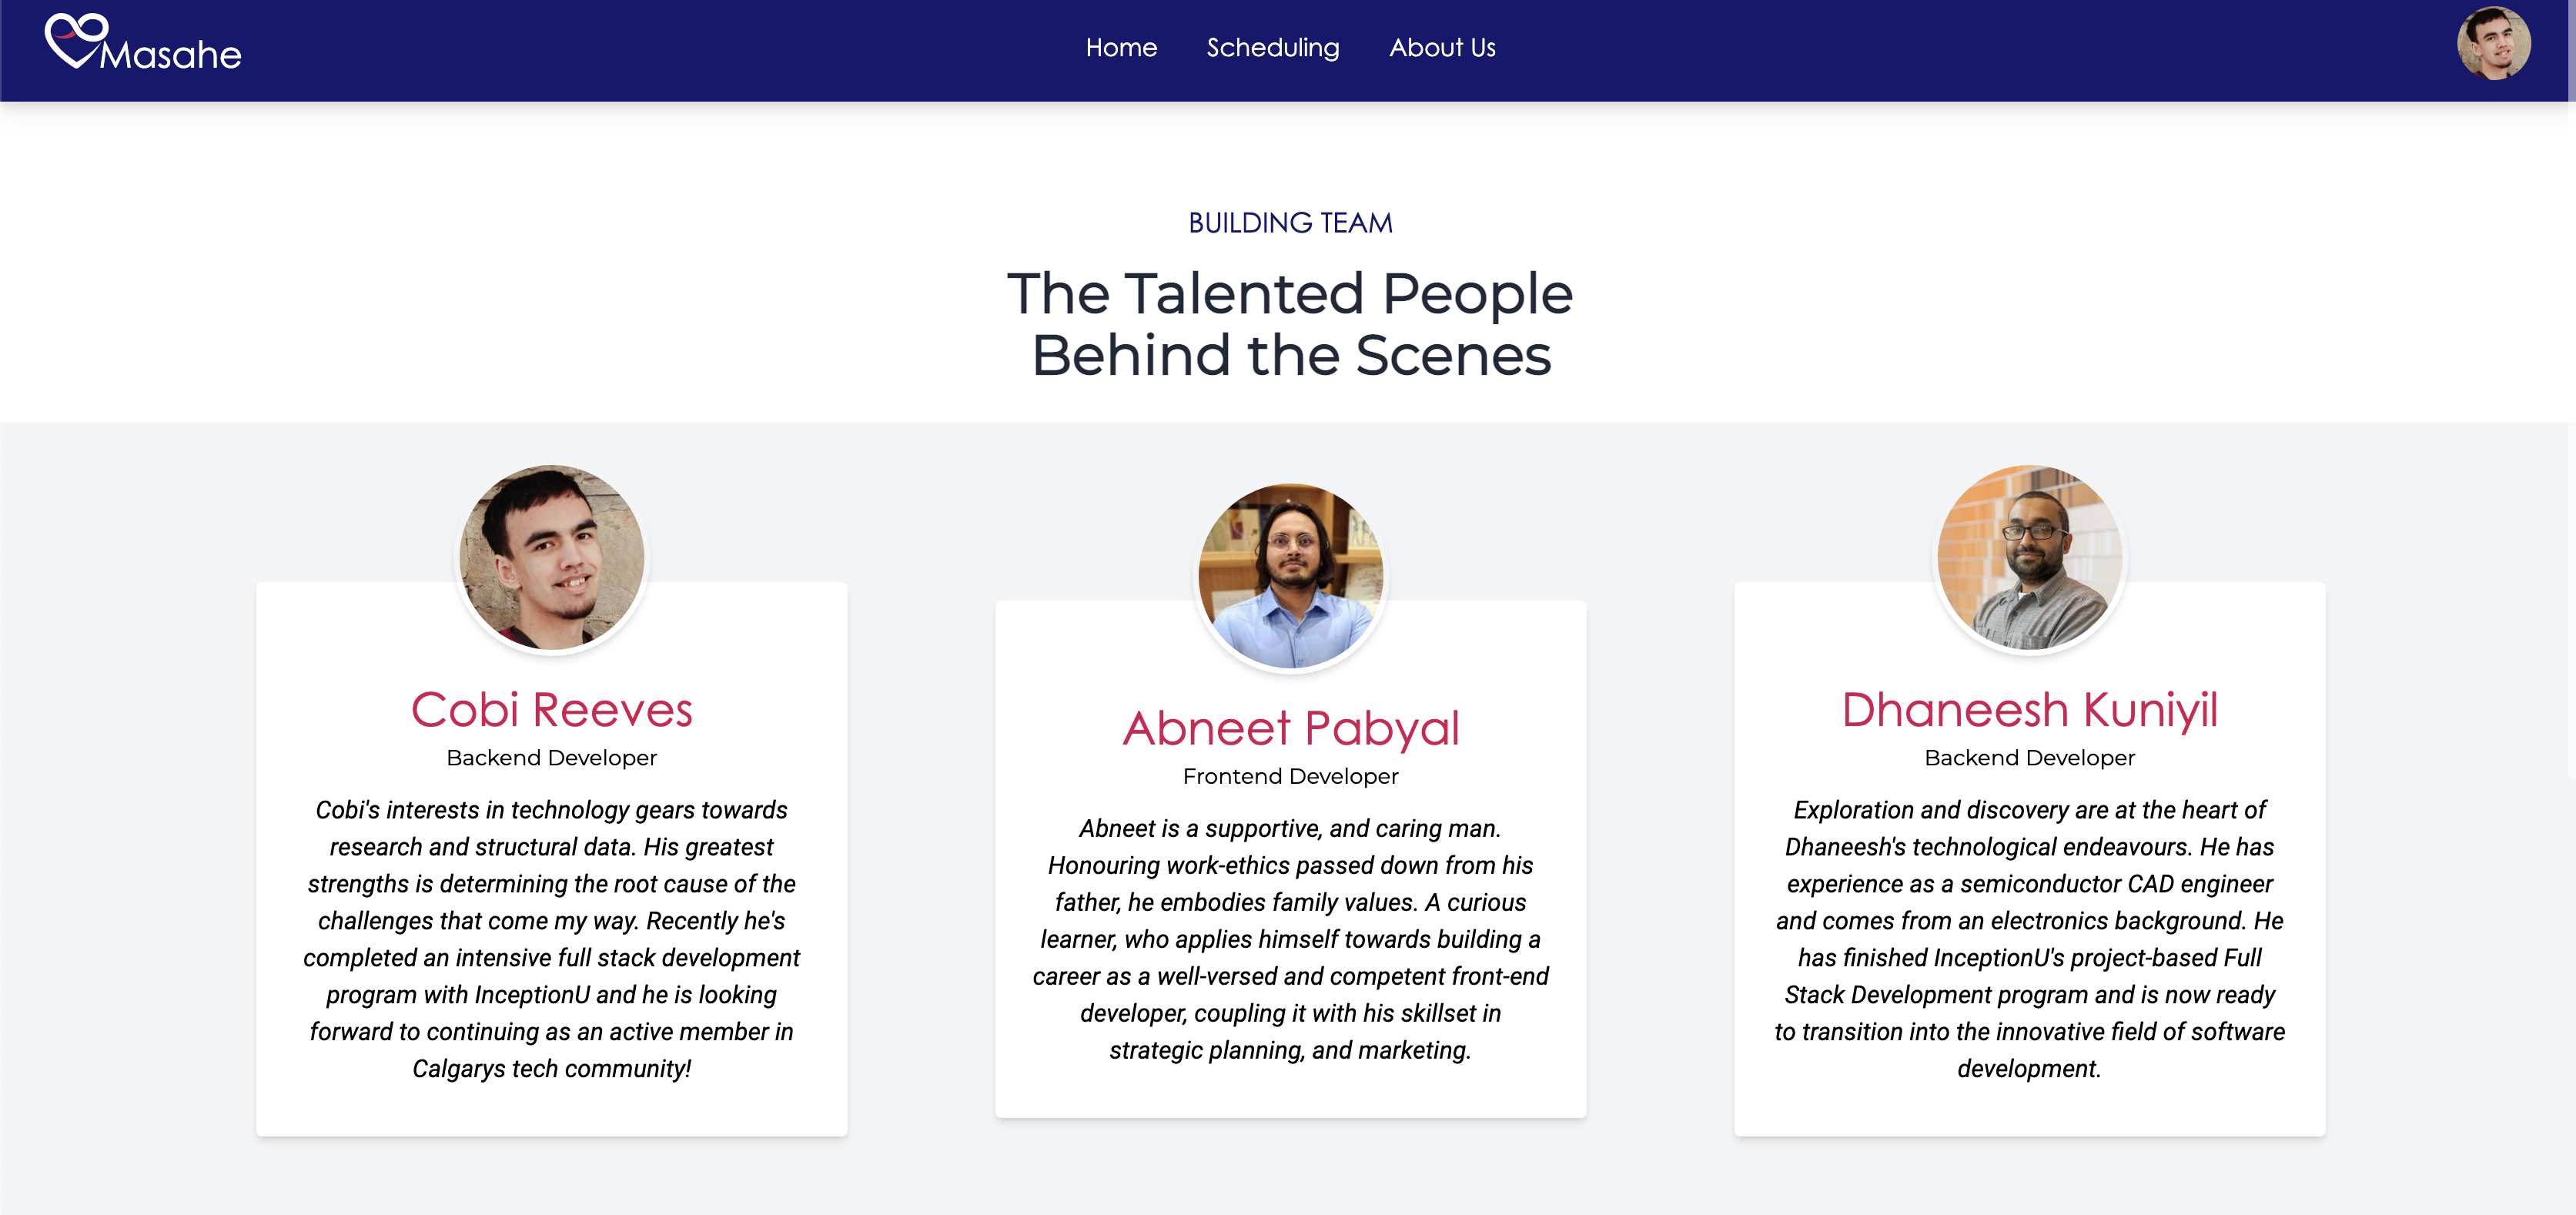 Masahe
Home Scheduling About Us
BUILDING TEAM
The Talented People
Behind the Scenes
Cobi Reeves
Backend Developer
Cobi's interests in technology gears towards
research and structural data. His greatest
strengths is determining the root cause of the
challenges that come my way. Recently he's
completed an intensive full stack development
program with InceptionU and he is looking
forward to continuing as an active member in
Calgarys tech community!
Abneet Pabyal
Frontend Developer
Abneet is a supportive, and caring man.
Honouring work-ethics passed down from his
father, he embodies family values. A curious
learner, who applies himself towards building a
career as a well-versed and competent front-end
developer, coupling it with his skillset in
strategic planning, and marketing.
Dhaneesh Kuniyil
Backend Developer
Exploration and discovery are at the heart of
Dhaneesh's technological endeavours. He has
experience as a semiconductor CAD engineer
and comes from an electronics background. He
has finished InceptionU's project-based Full
Stack Development program and is now ready
to transition into the innovative field of software
development.